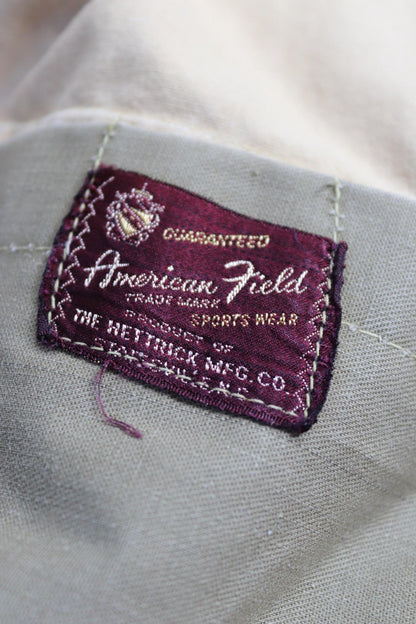 GUARANTEED
American Field
TRADE MARK
SPORTS WEAR
PRODUCT OF
THE HETTRICK MFG. CO.